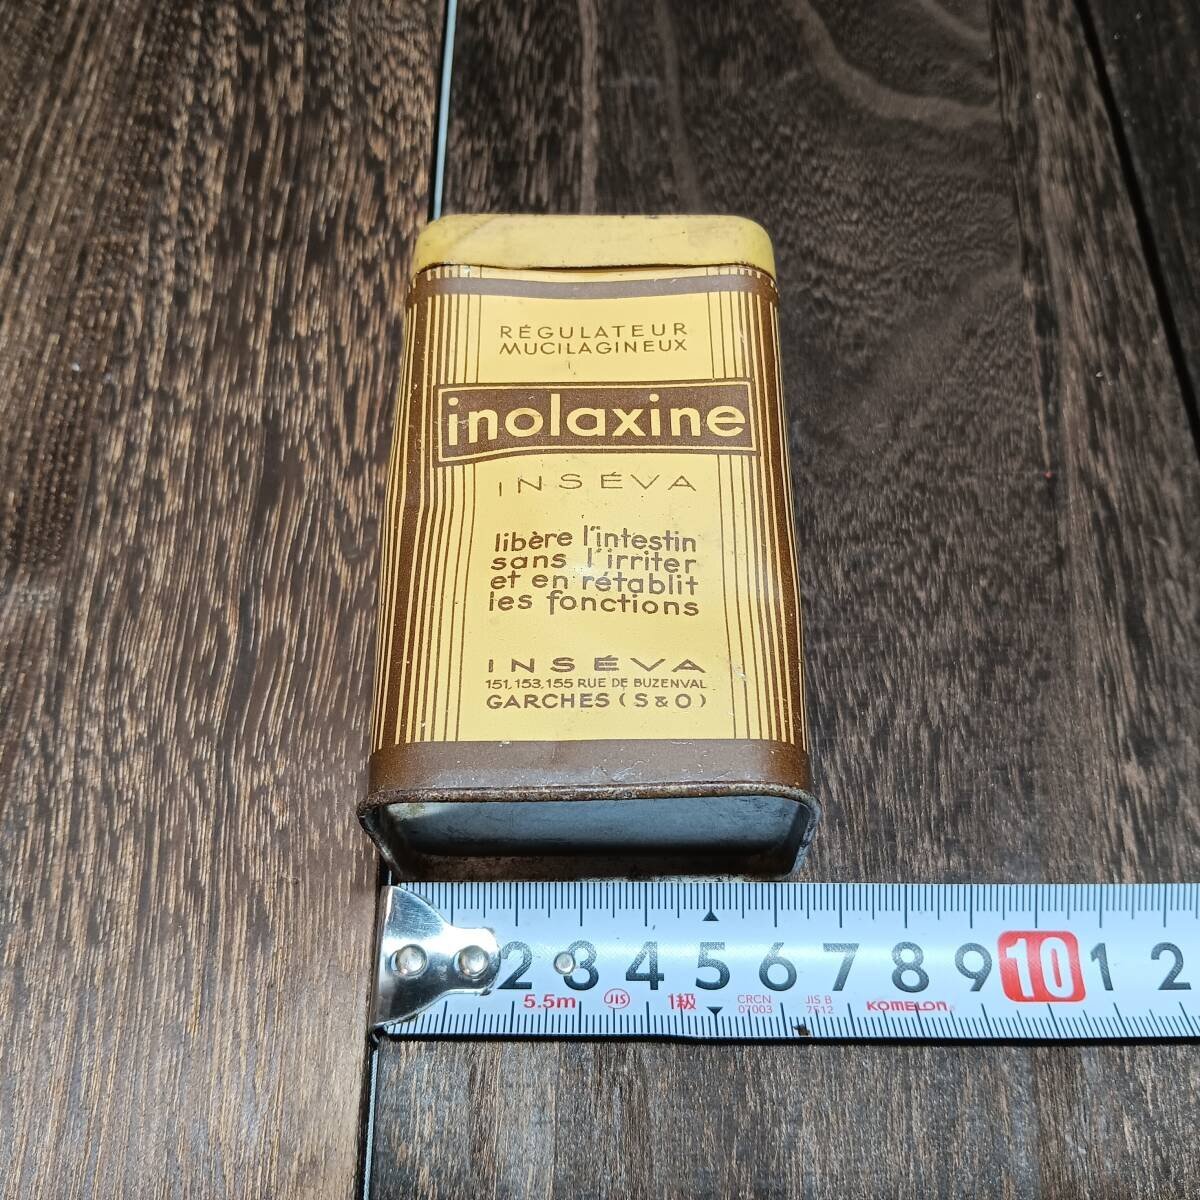 RÉGULATEUR
MUCILAGINEUX
inolaxine
INSÉVA
libère l'intestin
sans l'irriter
et en rétablit
les fonctions
INSÉVA
151, 153, 155 RUE DE BUZENVAL
GARCHES (S & O)
2 3 4 5 6 7 8 9 10 1 2
5.5m JIS 1級 CRCN 07003 JIS B 7512 KOMELON